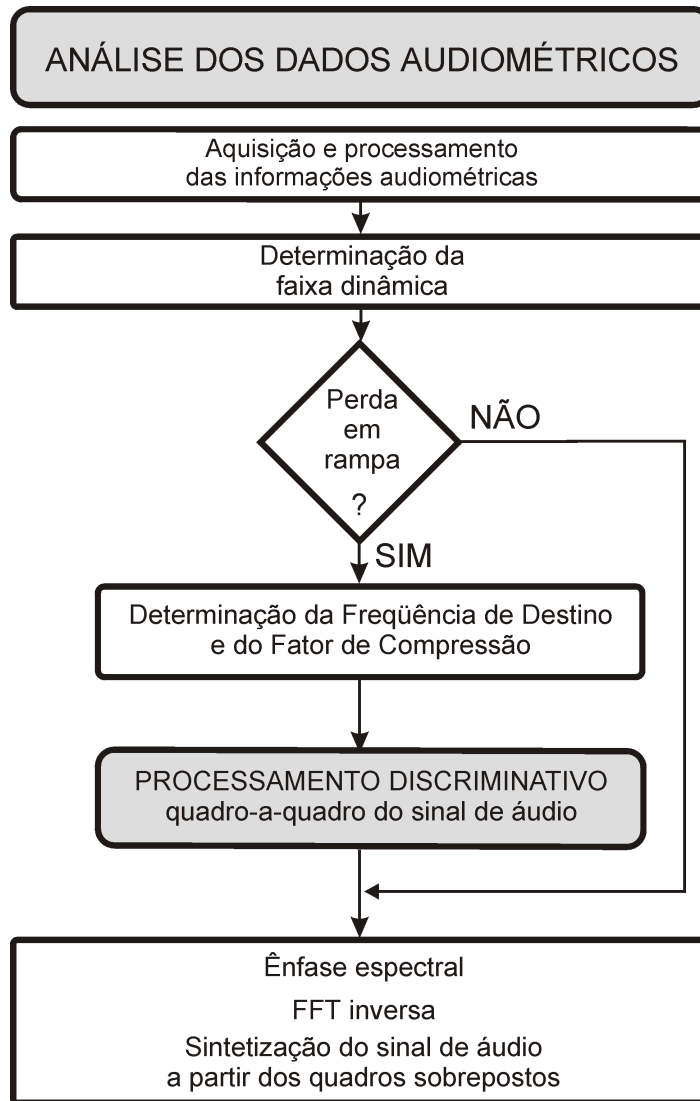 ANÁLISE DOS DADOS AUDIOMÉTRICOS
Aquisição e processamento
das informações audiométricas
Determinação da
faixa dinâmica
Perda
em
rampa
?
NÃO
SIM
Determinação da Freqüência de Destino
e do Fator de Compressão
PROCESSAMENTO DISCRIMINATIVO
quadro-a-quadro do sinal de áudio
Ênfase espectral
FFT inversa
Sintetização do sinal de áudio
a partir dos quadros sobrepostos